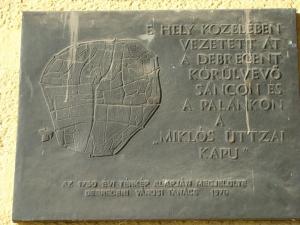 E HELY KÖZELÉBEN
VEZETETT ÁT
A DEBRECENT
KÖRÜLVEVŐ
SÁNCON ÉS
A PALÁNKON
A
„MIKLÓS UTTZAI
KAPU"
AZ 1750 ÉVI TÉRKÉP ALAPJÁN MEGJELÖLTE
DEBRECEN VÁROSI TANÁCS 1970